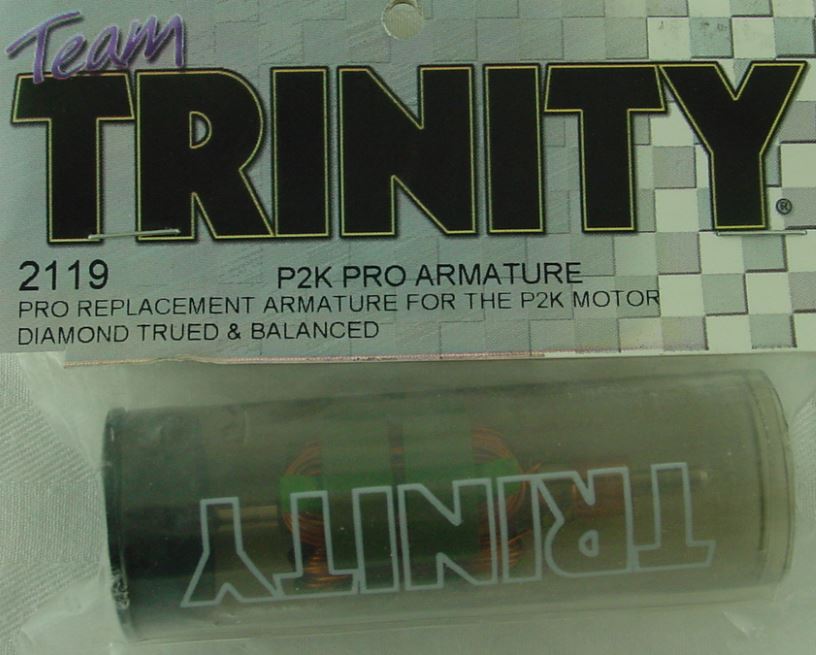 Team
TRINITY®
2119 P2K PRO ARMATURE
PRO REPLACEMENT ARMATURE FOR THE P2K MOTOR
DIAMOND TRUED & BALANCED
TRINITY